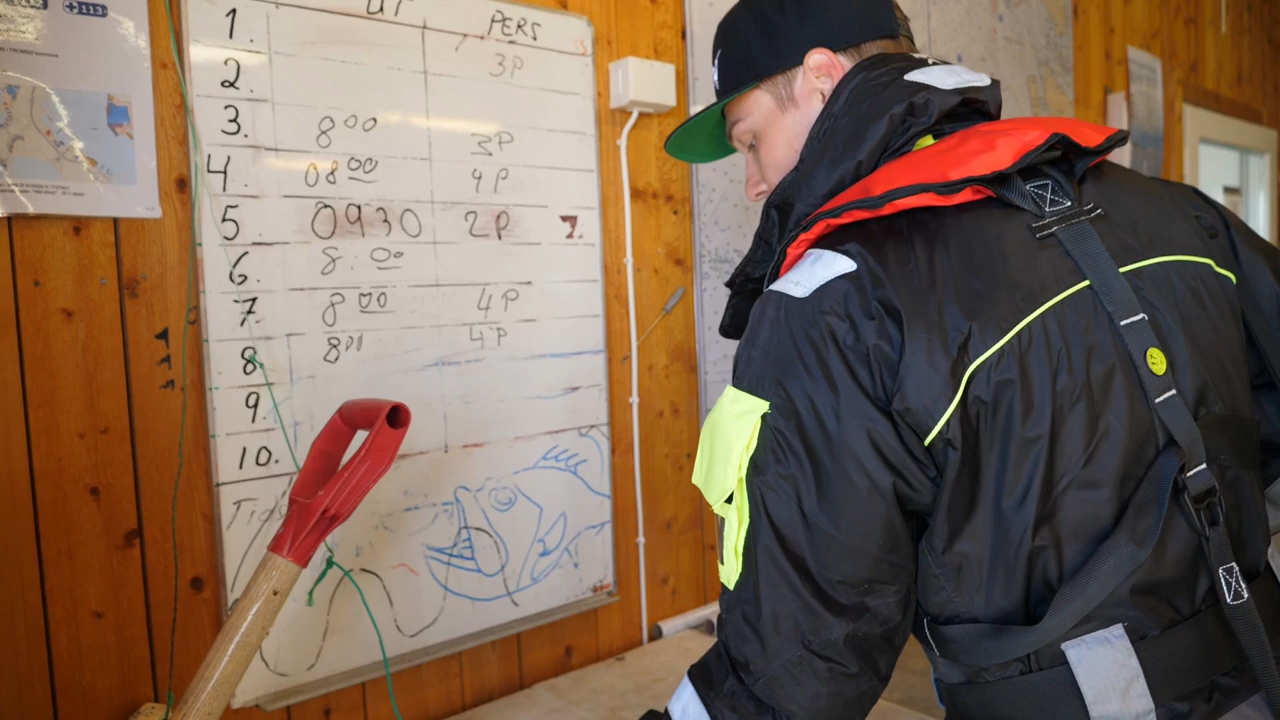 +113
UT PERS
1.
2. 3P
3. 8⁰⁰ 3P
4. 08⁰⁰ 4P
5. 0930 2P
6. 8.⁰⁰
7. 8⁰⁰ 4P
8. 8⁰⁰ 4P
9.
10.